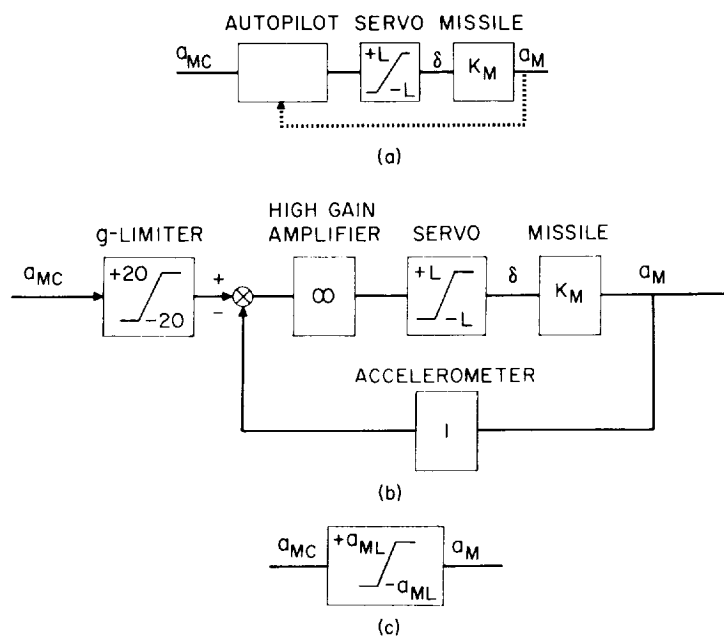 AUTOPILOT SERVO MISSILE
a_MC
+L
-L
δ
K_M
a_M
(a)
g-LIMITER
HIGH GAIN
AMPLIFIER
SERVO
MISSILE
a_MC
+20
-20
+
-
∞
+L
-L
δ
K_M
a_M
ACCELEROMETER
1
(b)
a_MC
+a_ML
-a_ML
a_M
(c)